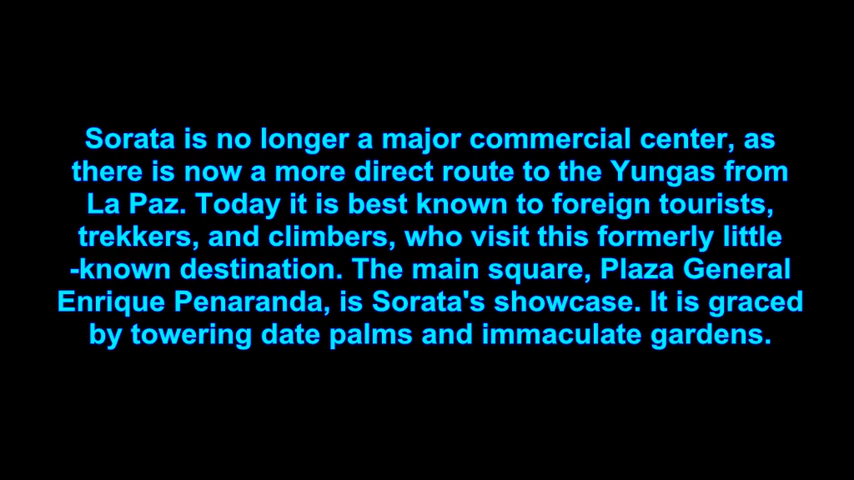 Sorata is no longer a major commercial center, as
there is now a more direct route to the Yungas from
La Paz. Today it is best known to foreign tourists,
trekkers, and climbers, who visit this formerly little
-known destination. The main square, Plaza General
Enrique Penaranda, is Sorata's showcase. It is graced
by towering date palms and immaculate gardens.